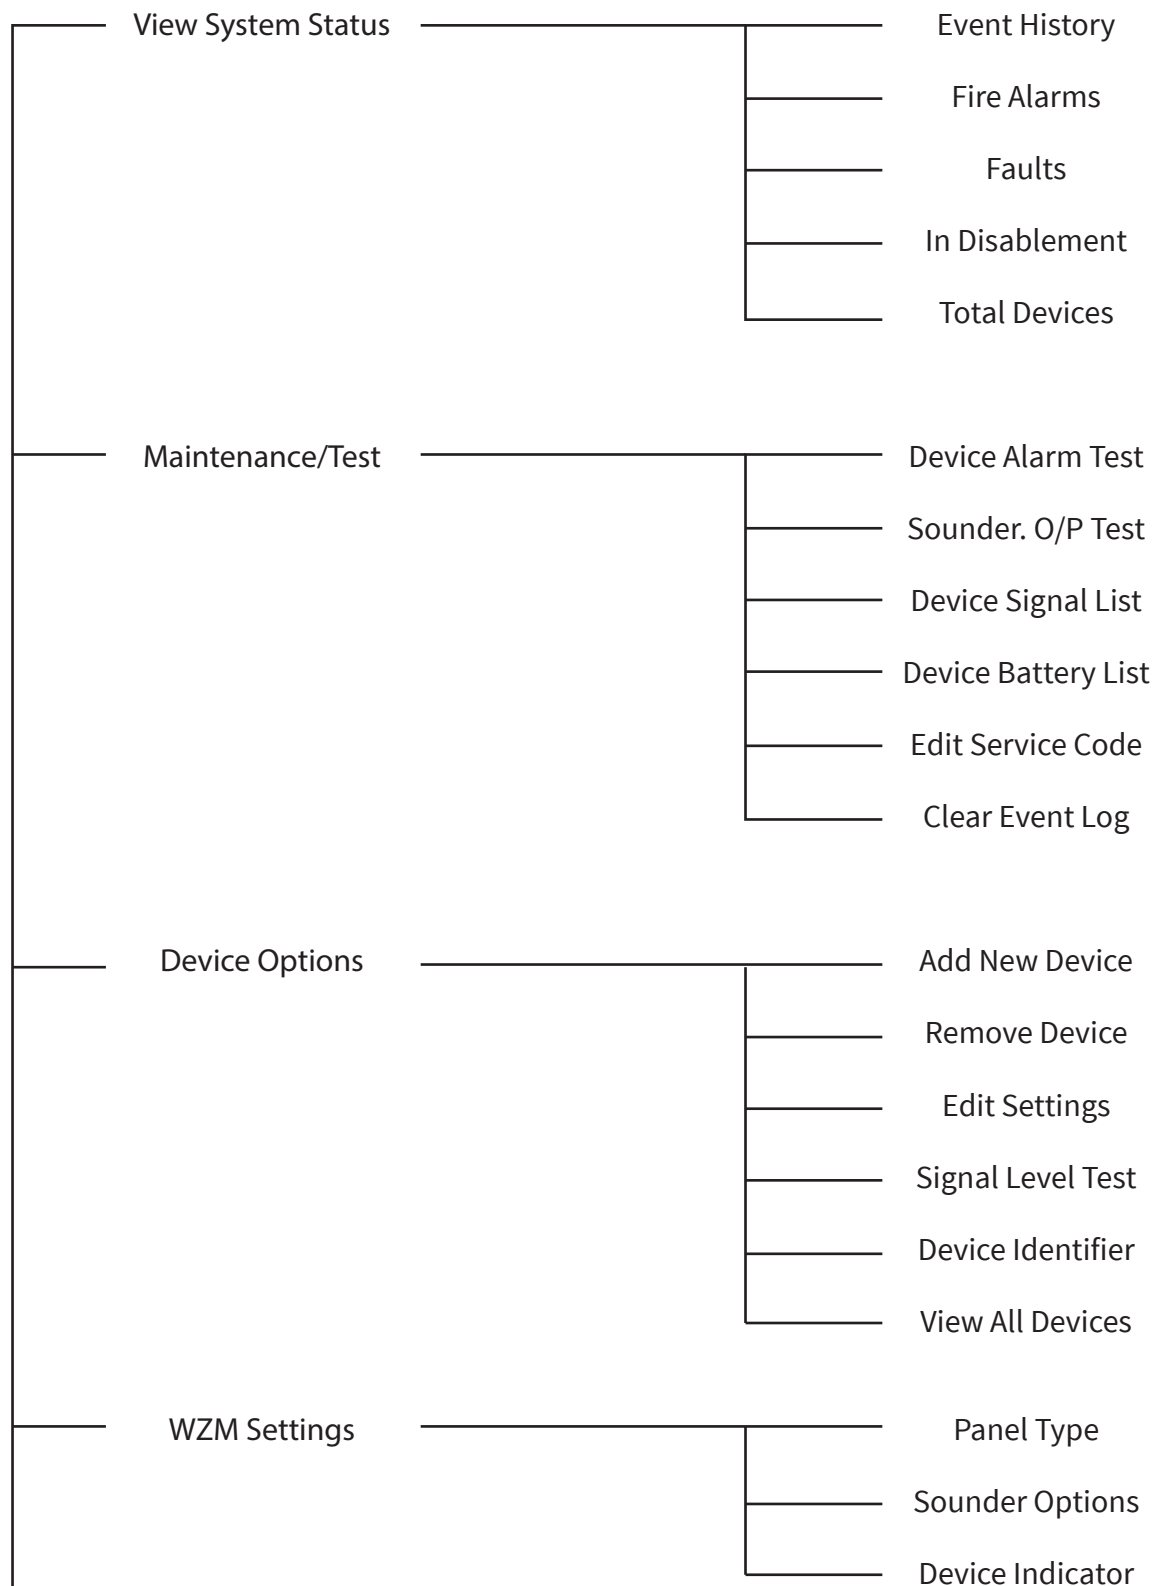 View System Status
Event History
Fire Alarms
Faults
In Disablement
Total Devices
Maintenance/Test
Device Alarm Test
Sounder. O/P Test
Device Signal List
Device Battery List
Edit Service Code
Clear Event Log
Device Options
Add New Device
Remove Device
Edit Settings
Signal Level Test
Device Identifier
View All Devices
WZM Settings
Panel Type
Sounder Options
Device Indicator